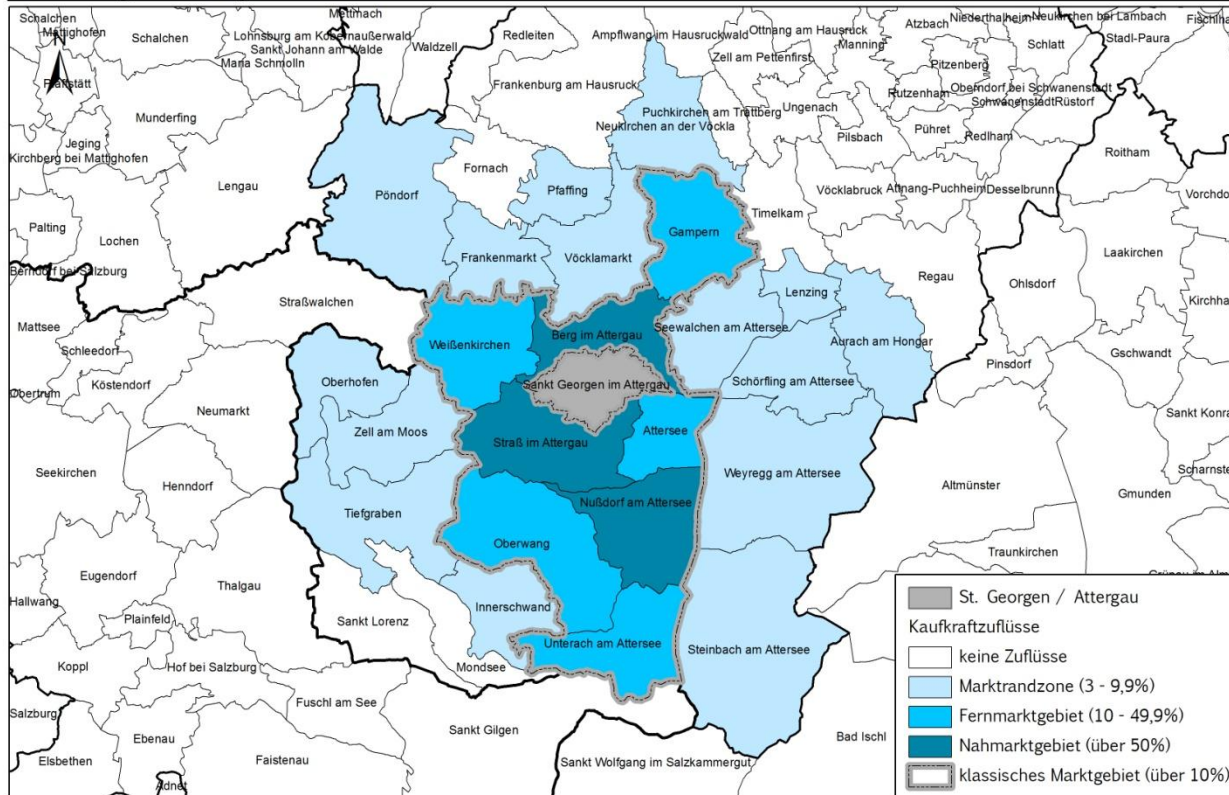 Schalchen
Mattighofen
Schalchen
Lohnsburg am Kobernaußerwald
Sankt Johann am Walde
Maria Schmolln
Mettmach
Waldzell
Redleiten
Ampflwang im Hausruckwald
Ottnang am Hausruck
Zell am Pettenfirst
Manning
Atzbach
Niederthalheim
Neukirchen bei Lambach
Stadl-Paura
Schlatt
Pitzenberg
N
Munderfing
Jeging
Kirchberg bei Mattighofen
Frankenburg am Hausruck
Puchkirchen am Trattberg
Neukirchen an der Vöckla
Ungenach
Rutzenham
Oberndorf bei Schwanenstadt
Schwanenstadt
Rüstorf
Pilsbach
Pühret
Redlham
Roitham
Lengau
Fornach
Pöndorf
Pfaffing
Vöcklabruck
Attnang-Puchheim
Desselbrunn
Palting
Lochen
Gampern
Timelkam
Laakirchen
Berndorf bei Salzburg
Frankenmarkt
Vöcklamarkt
Regau
Ohlsdorf
Straßwalchen
Lenzing
Mattsee
Seewalchen am Attersee
Berg im Attergau
Weißenkirchen
Aurach am Hongar
Schleedorf
Gschwandt
Pinsdorf
Köstendorf
Obertrum
Oberhofen
Sankt Georgen im Attergau
Schörfling am Attersee
Neumarkt
Zell am Moos
Straß im Attergau
Attersee
Seekirchen
Henndorf
Weyregg am Attersee
Altmünster
Gmunden
Nußdorf am Attersee
Tiefgraben
Oberwang
Traunkirchen
Eugendorf
Thalgau
Hallwang
Plainfeld
Innerschwand
Sankt Lorenz
Unterach am Attersee
Steinbach am Attersee
Koppl
Hof bei Salzburg
Mondsee
Fuschl am See
Salzburg
Sankt Gilgen
Bad Ischl
Ebenau
Elsbethen
Faistenau
Sankt Wolfgang im Salzkammergut
Adnet
St. Georgen / Attergau
Kaufkraftzuflüsse
keine Zuflüsse
Marktrandzone (3 - 9,9%)
Fernmarktgebiet (10 - 49,9%)
Nahmarktgebiet (über 50%)
klassisches Marktgebiet (über 10%)